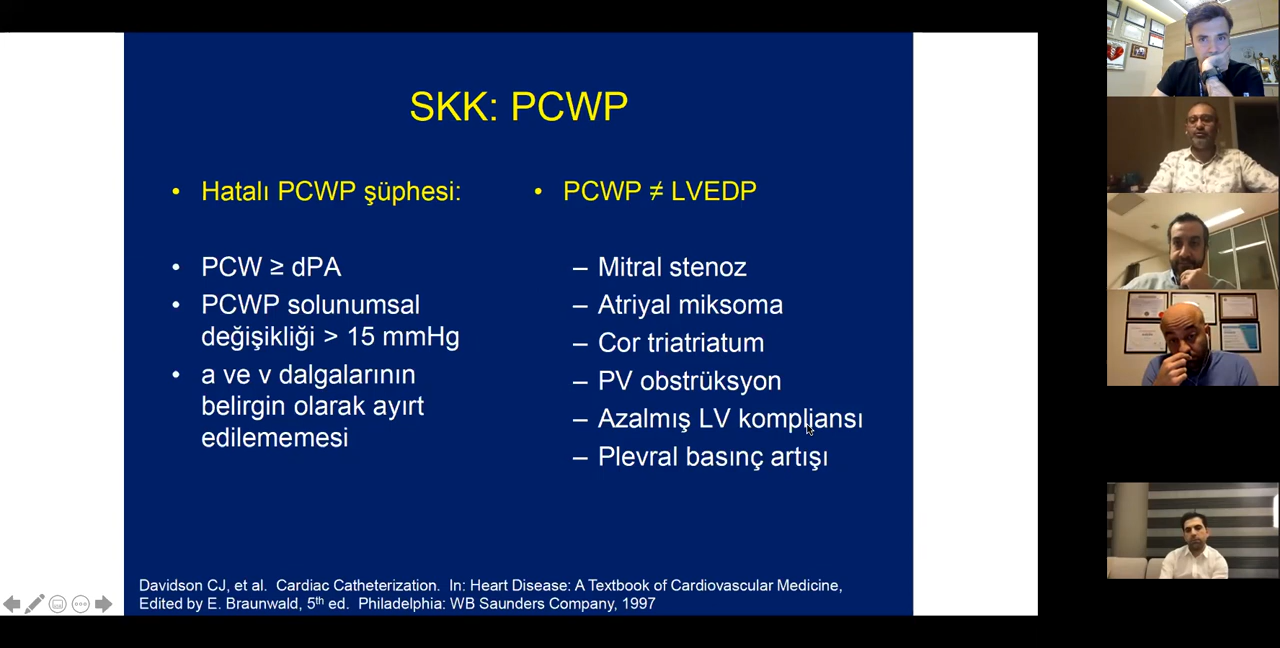 SKK: PCWP
• Hatalı PCWP şüphesi:
• PCW ≥ dPA
• PCWP solunumsal
değişikliği > 15 mmHg
• a ve v dalgalarının
belirgin olarak ayırt
edilememesi
• PCWP ≠ LVEDP
– Mitral stenoz
– Atriyal miksoma
– Cor triatriatum
– PV obstrüksyon
– Azalmış LV kompliansı
– Plevral basınç artışı
Davidson CJ, et al. Cardiac Catheterization. In: Heart Disease: A Textbook of Cardiovascular Medicine,
Edited by E. Braunwald, 5th ed. Philadelphia: WB Saunders Company, 1997